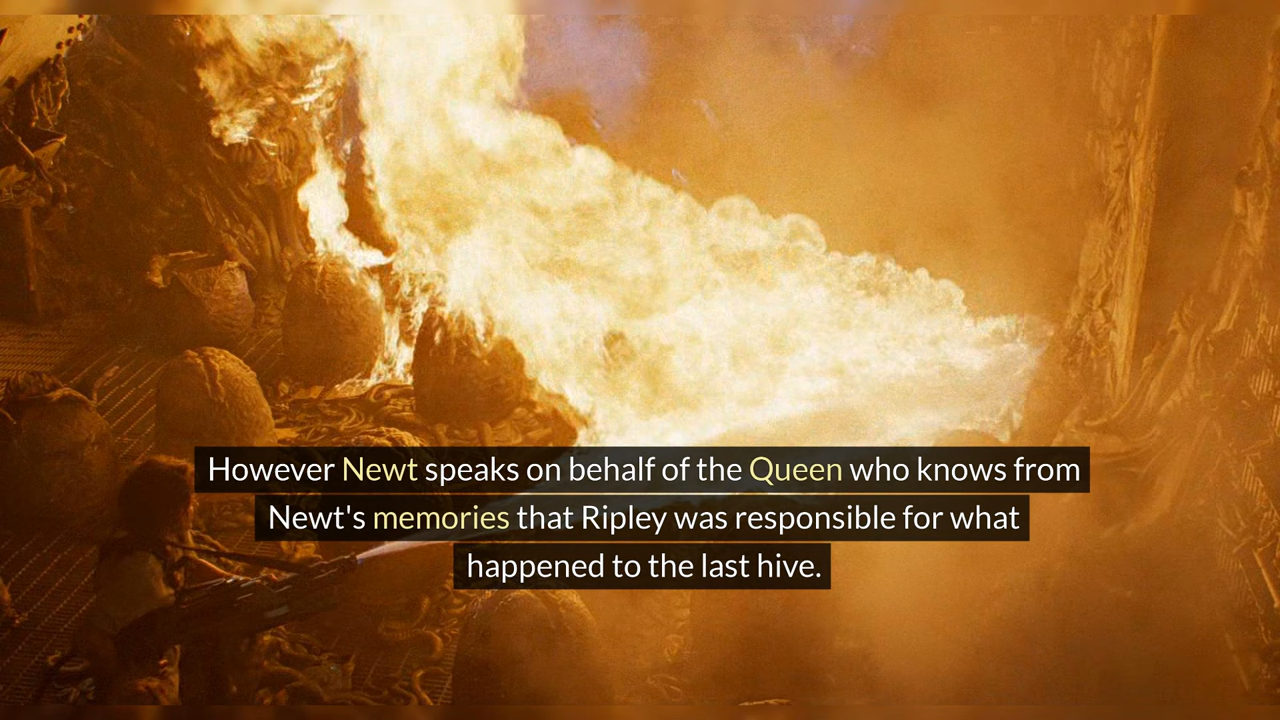 However Newt speaks on behalf of the Queen who knows from
Newt's memories that Ripley was responsible for what
happened to the last hive.